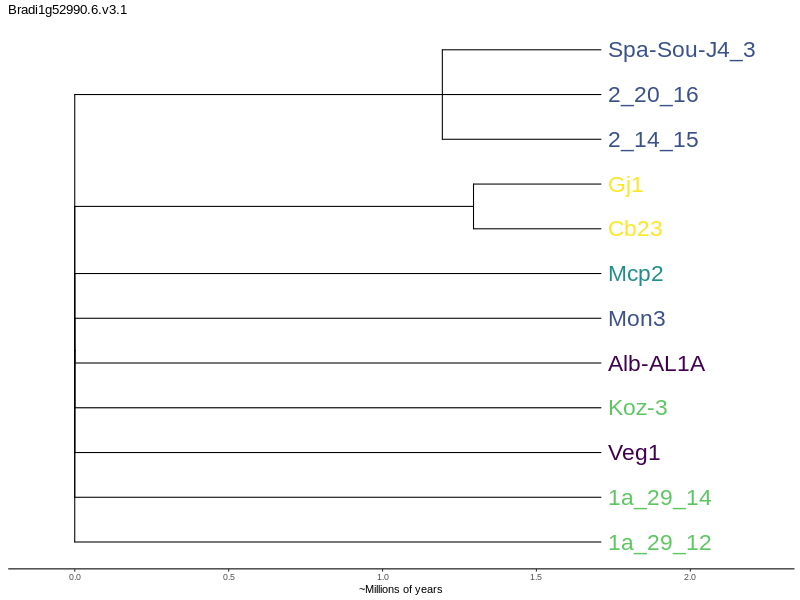 Bradi1g52990.6.v3.1
Spa-Sou-J4_3
2_20_16
2_14_15
Gj1
Cb23
Mcp2
Mon3
Alb-AL1A
Koz-3
Veg1
1a_29_14
1a_29_12
0.0 0.5 1.0 1.5 2.0
~Millions of years